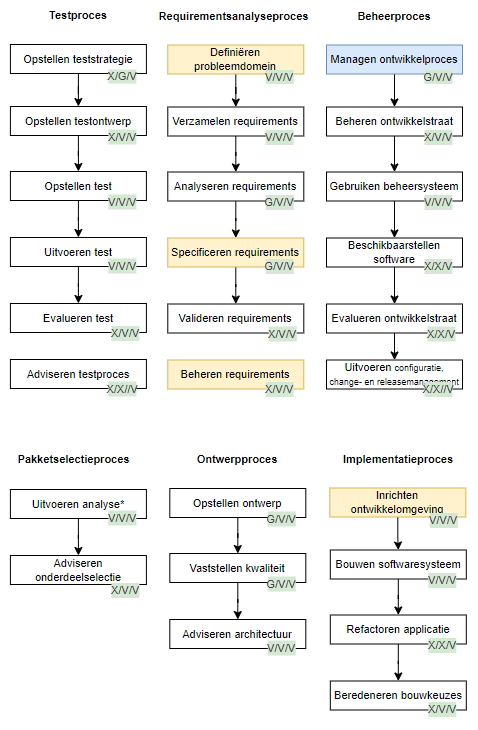 Testproces
Requirementsanalyseproces
Beheerproces
Opstellen teststrategie
X/G/V
Opstellen testontwerp
X/V/V
Opstellen test
V/V/V
Uitvoeren test
V/V/V
Evalueren test
X/V/V
Adviseren testproces
X/X//V
Definiëren
probleemdomein
V/V/V
Verzamelen requirements
V/V/V
Analyseren requirements
G/V/V
Specificeren requirements
G/V/V
Valideren requirements
X/V/V
Beheren requirements
X/V/V
Managen ontwikkelproces
G/V/V
Beheren ontwikkelstraat
X/V/V
Gebruiken beheersysteem
V/V/V
Beschikbaarstellen
software
X/X/V
Evalueren ontwikkelstraat
X/X/V
Uitvoeren configuratie,
change- en releasemanagement
X/X//V
Pakketselectieproces
Ontwerpproces
Implementatieproces
Uitvoeren analyse*
V/V/V
Adviseren
onderdeelselectie
X/V/V
Opstellen ontwerp
G/V/V
Vaststellen kwaliteit
G/V/V
Adviseren architectuur
V/V/V
Inrichten
ontwikkelomgeving
V/V/V
Bouwen softwaresysteem
V/V/V
Refactoren applicatie
X/X/V
Beredeneren bouwkeuzes
X/V/V